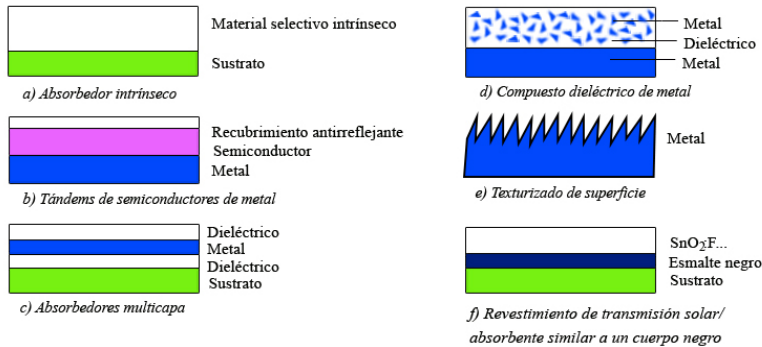 Material selectivo intrínseco
Sustrato
a) Absorbedor intrínseco
Recubrimiento antirreflejante
Semiconductor
Metal
b) Tándems de semiconductores de metal
Dieléctrico
Metal
Dieléctrico
Sustrato
c) Absorbedores multicapa
Metal
Dieléctrico
Metal
d) Compuesto dieléctrico de metal
Metal
e) Texturizado de superficie
SnO₂:F...
Esmalte negro
Sustrato
f) Revestimiento de transmisión solar/
absorbente similar a un cuerpo negro